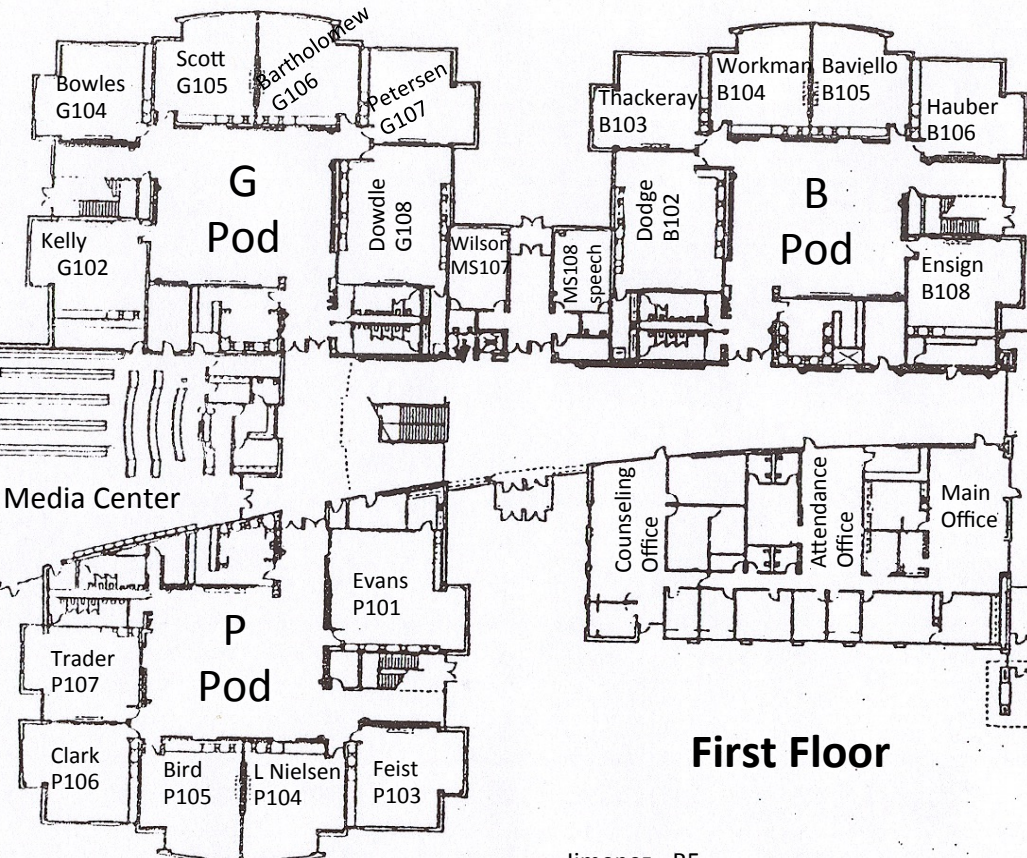 Bowles
G104
Scott
G105
Bartholomew
G106
Petersen
G107
Thackeray
B103
Workman
B104
Baviello
B105
Hauber
B106
G
Pod
Dowdle
G108
Kelly
G102
Wilson
MS107
MS108
speech
Dodge
B102
B
Pod
Ensign
B108
Media Center
Counseling
Office
Attendance
Office
Main
Office
Evans
P101
P
Pod
Trader
P107
Clark
P106
Bird
P105
L Nielsen
P104
Feist
P103
First Floor